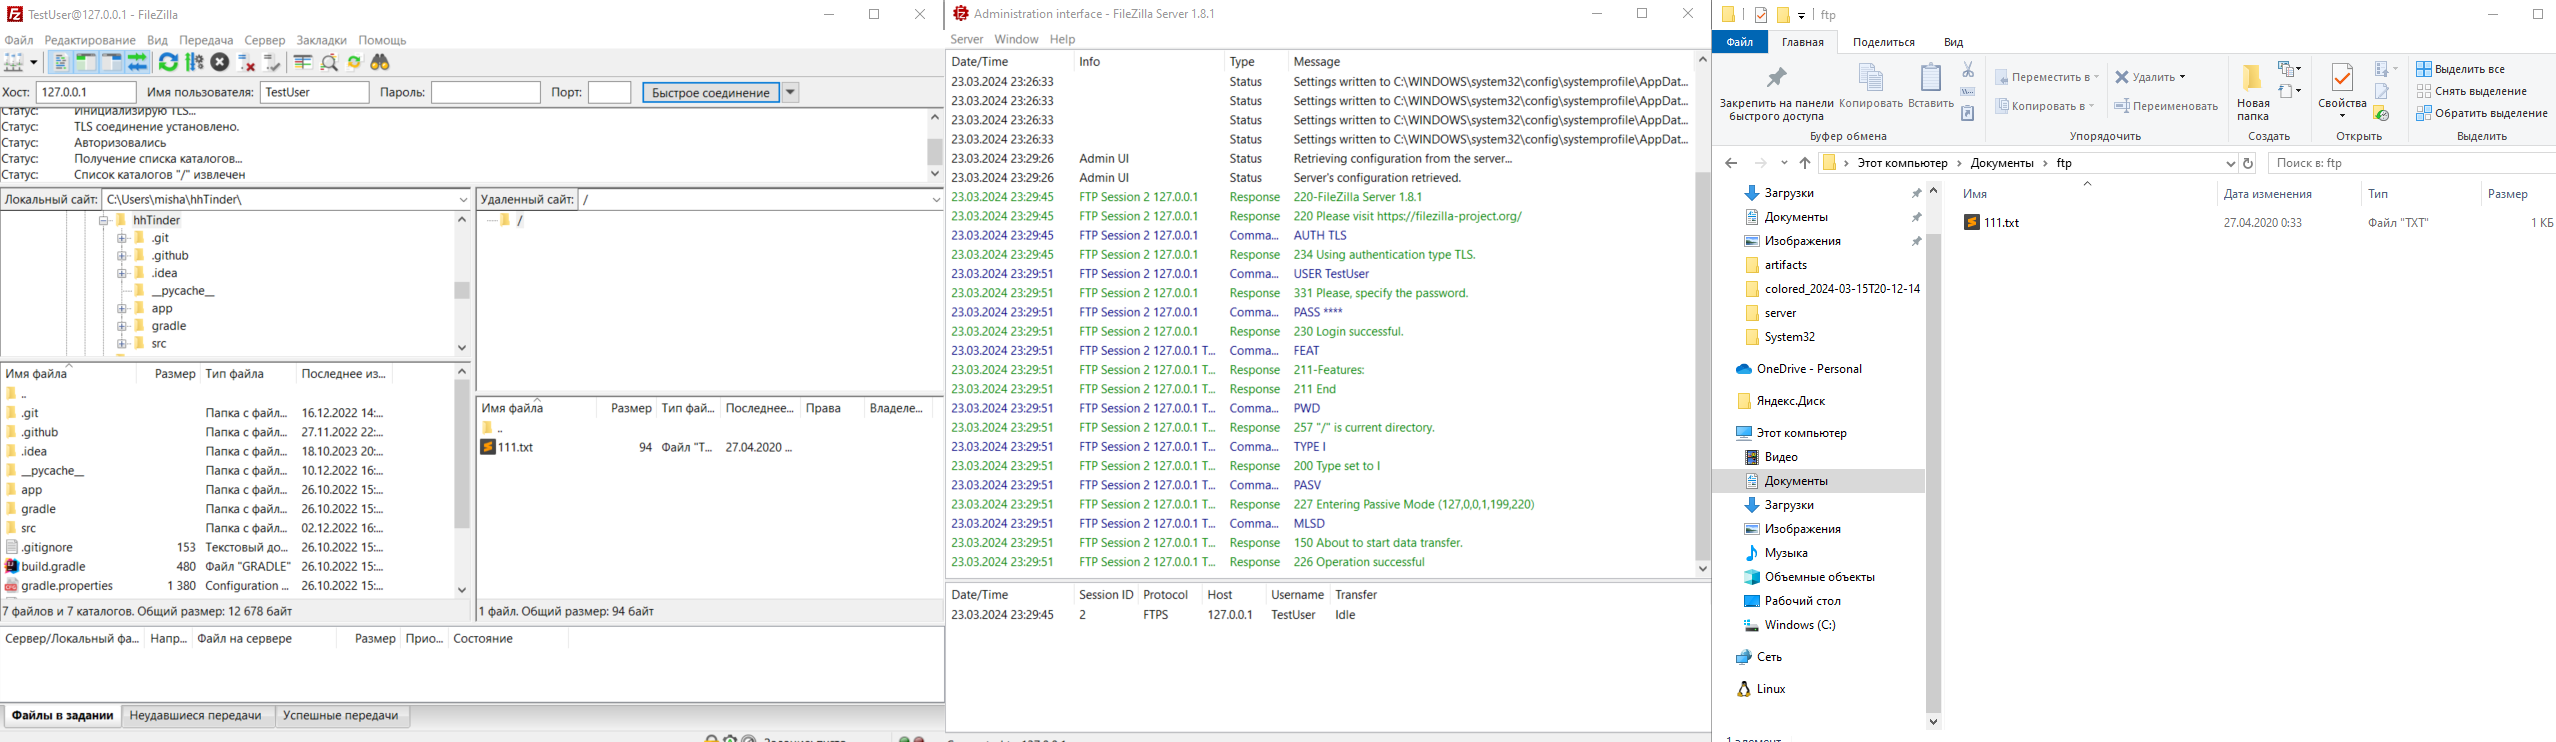 TestUser@127.0.0.1 - FileZilla
Файл Редактирование Вид Передача Сервер Закладки Помощь
Хост: 127.0.0.1 Имя пользователя: TestUser Пароль: Порт: Быстрое соединение
Статус: Инициализирую TLS...
Статус: TLS соединение установлено.
Статус: Авторизовались
Статус: Получение списка каталогов...
Статус: Список каталогов "/" извлечен
Локальный сайт: C:\Users\misha\hhTinder\
hhTinder
.git
.github
.idea
__pycache__
app
gradle
src
Имя файла Размер Тип файла Последнее из...
..
.git Папка с файл... 16.12.2022 14:...
.github Папка с файл... 27.11.2022 22:...
.idea Папка с файл... 18.10.2023 20:...
__pycache__ Папка с файл... 10.12.2022 16:...
app Папка с файл... 26.10.2022 15:...
gradle Папка с файл... 26.10.2022 15:...
src Папка с файл... 02.12.2022 16:...
.gitignore 153 Текстовый до... 26.10.2022 15:...
build.gradle 480 Файл "GRADLE" 26.10.2022 15:...
gradle.properties 1 380 Configuration ... 26.10.2022 15:...
7 файлов и 7 каталогов. Общий размер: 12 678 байт
Удаленный сайт: /
/
Имя файла Размер Тип фай... Последнее... Права Владеле...
..
111.txt 94 Файл "Т... 27.04.2020 ...
1 файл. Общий размер: 94 байт
Сервер/Локальный фа... Напр... Файл на сервере Размер Прио... Состояние
Файлы в задании Неудавшиеся передачи Успешные передачи
Administration interface - FileZilla Server 1.8.1
Server Window Help
Date/Time Info Type Message
23.03.2024 23:26:33 Status Settings written to C:\WINDOWS\system32\config\systemprofile\AppDat...
23.03.2024 23:26:33 Status Settings written to C:\WINDOWS\system32\config\systemprofile\AppDat...
23.03.2024 23:26:33 Status Settings written to C:\WINDOWS\system32\config\systemprofile\AppDat...
23.03.2024 23:26:33 Status Settings written to C:\WINDOWS\system32\config\systemprofile\AppDat...
23.03.2024 23:29:26 Admin UI Status Retrieving configuration from the server...
23.03.2024 23:29:26 Admin UI Status Server's configuration retrieved.
23.03.2024 23:29:45 FTP Session 2 127.0.0.1 Response 220-FileZilla Server 1.8.1
23.03.2024 23:29:45 FTP Session 2 127.0.0.1 Response 220 Please visit https://filezilla-project.org/
23.03.2024 23:29:45 FTP Session 2 127.0.0.1 Comma... AUTH TLS
23.03.2024 23:29:45 FTP Session 2 127.0.0.1 Response 234 Using authentication type TLS.
23.03.2024 23:29:51 FTP Session 2 127.0.0.1 Comma... USER TestUser
23.03.2024 23:29:51 FTP Session 2 127.0.0.1 Response 331 Please, specify the password.
23.03.2024 23:29:51 FTP Session 2 127.0.0.1 Comma... PASS ****
23.03.2024 23:29:51 FTP Session 2 127.0.0.1 Response 230 Login successful.
23.03.2024 23:29:51 FTP Session 2 127.0.0.1 T... Comma... FEAT
23.03.2024 23:29:51 FTP Session 2 127.0.0.1 T... Response 211-Features:
23.03.2024 23:29:51 FTP Session 2 127.0.0.1 T... Response 211 End
23.03.2024 23:29:51 FTP Session 2 127.0.0.1 T... Comma... PWD
23.03.2024 23:29:51 FTP Session 2 127.0.0.1 T... Response 257 "/" is current directory.
23.03.2024 23:29:51 FTP Session 2 127.0.0.1 T... Comma... TYPE I
23.03.2024 23:29:51 FTP Session 2 127.0.0.1 T... Response 200 Type set to I
23.03.2024 23:29:51 FTP Session 2 127.0.0.1 T... Comma... PASV
23.03.2024 23:29:51 FTP Session 2 127.0.0.1 T... Response 227 Entering Passive Mode (127,0,0,1,199,220)
23.03.2024 23:29:51 FTP Session 2 127.0.0.1 T... Comma... MLSD
23.03.2024 23:29:51 FTP Session 2 127.0.0.1 T... Response 150 About to start data transfer.
23.03.2024 23:29:51 FTP Session 2 127.0.0.1 T... Response 226 Operation successful
Date/Time Session ID Protocol Host Username Transfer
23.03.2024 23:29:45 2 FTPS 127.0.0.1 TestUser Idle
ftp
Файл Главная Поделиться Вид
Закрепить на панели быстрого доступа
Копировать
Вставить
Буфер обмена
Переместить в
Копировать в
Удалить
Переименовать
Упорядочить
Новая папка
Создать
Свойства
Открыть
Выделить все
Снять выделение
Обратить выделение
Выделить
Этот компьютер › Документы › ftp
Поиск в: ftp
Загрузки
Документы
Изображения
artifacts
colored_2024-03-15T20-12-14
server
System32
OneDrive - Personal
Яндекс.Диск
Этот компьютер
Видео
Документы
Загрузки
Изображения
Музыка
Объемные объекты
Рабочий стол
Windows (C:)
Сеть
Linux
Имя Дата изменения Тип Размер
111.txt 27.04.2020 0:33 Файл "TXT" 1 КБ